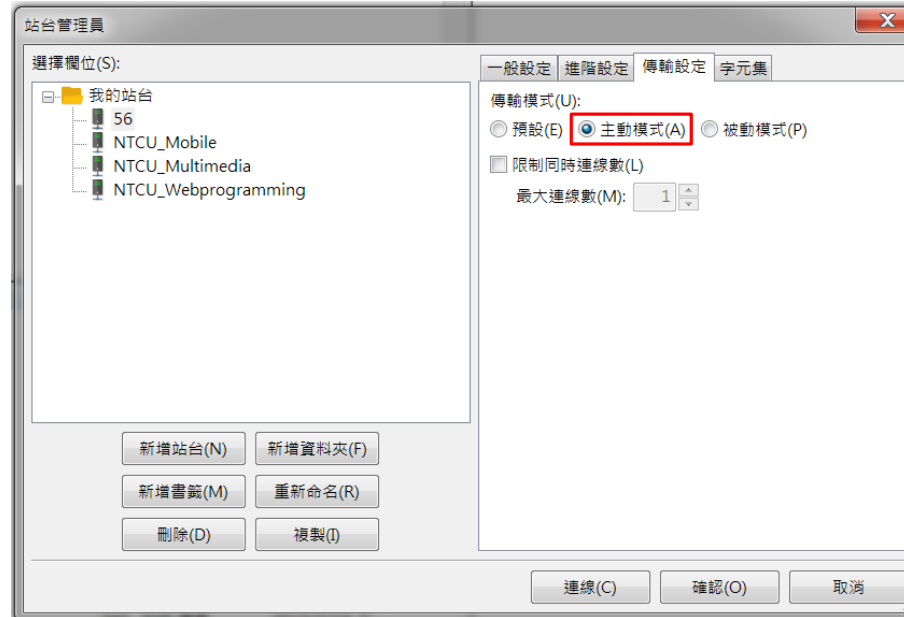 站台管理員
選擇欄位(S):
我的站台
56
NTCU_Mobile
NTCU_Multimedia
NTCU_Webprogramming
新增站台(N) 新增資料夾(F)
新增書籤(M) 重新命名(R)
刪除(D) 複製(I)
一般設定 進階設定 傳輸設定 字元集
傳輸模式(U):
預設(E) 主動模式(A) 被動模式(P)
限制同時連線數(L)
最大連線數(M): 1
連線(C) 確認(O) 取消